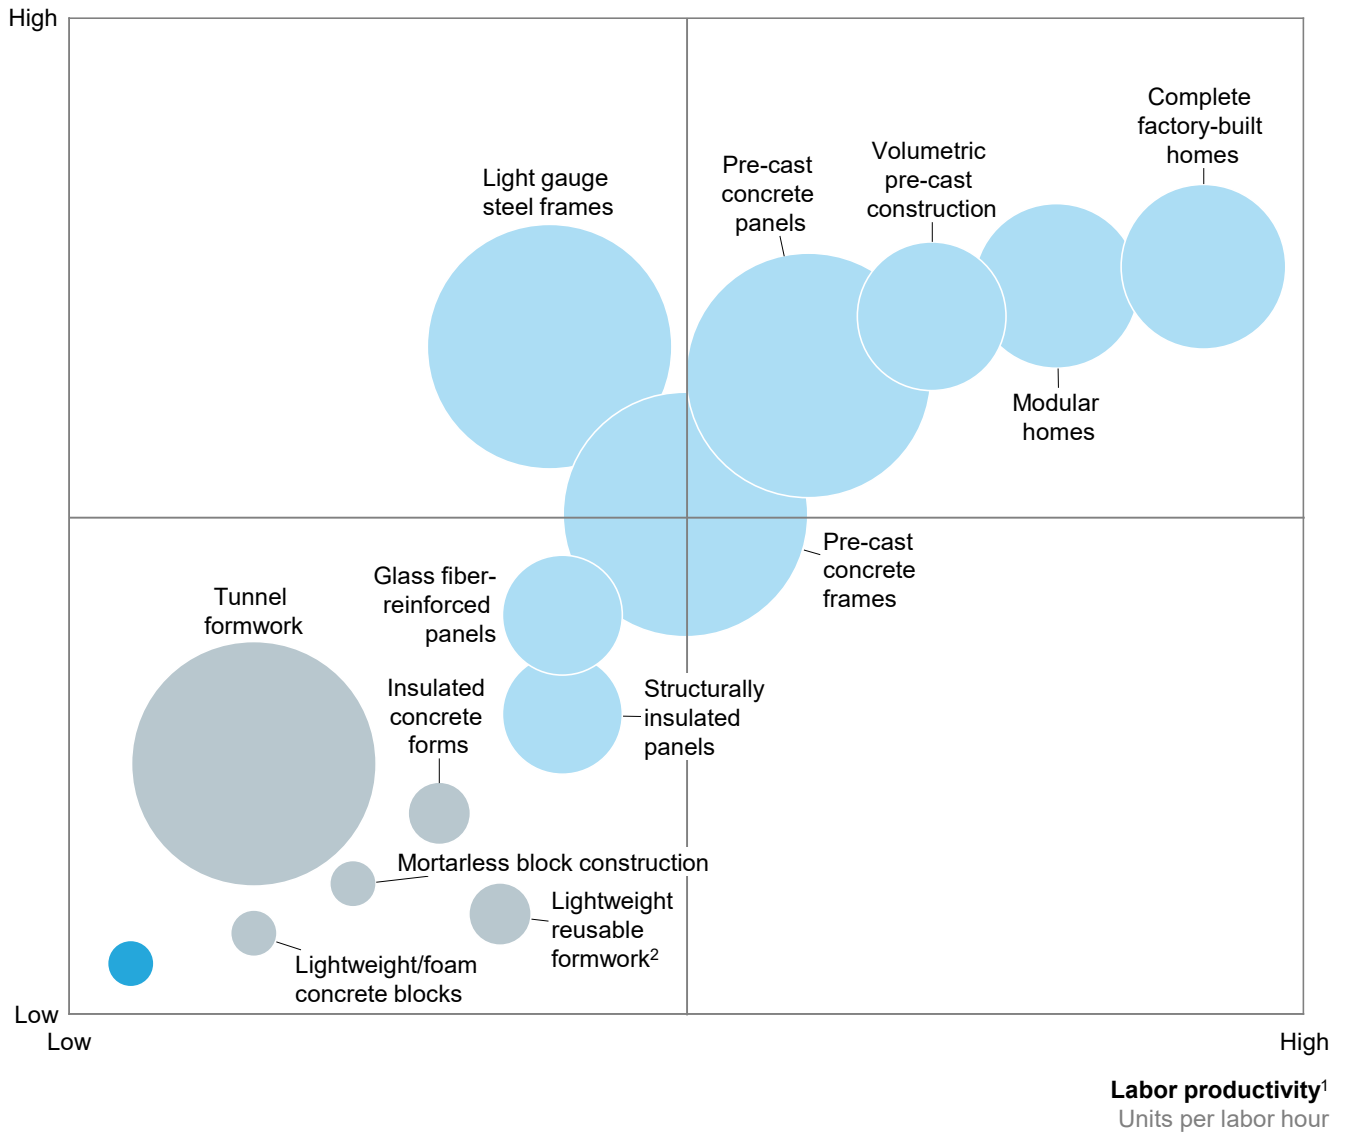 High
Complete
factory-built
homes
Volumetric
pre-cast
construction
Pre-cast
concrete
panels
Light gauge
steel frames
Modular
homes
Pre-cast
concrete
frames
Glass fiber-
reinforced
panels
Tunnel
formwork
Insulated
concrete
forms
Structurally
insulated
panels
Mortarless block construction
Lightweight
reusable
formwork²
Lightweight/foam
concrete blocks
Low
Low
High
Labor productivity¹
Units per labor hour